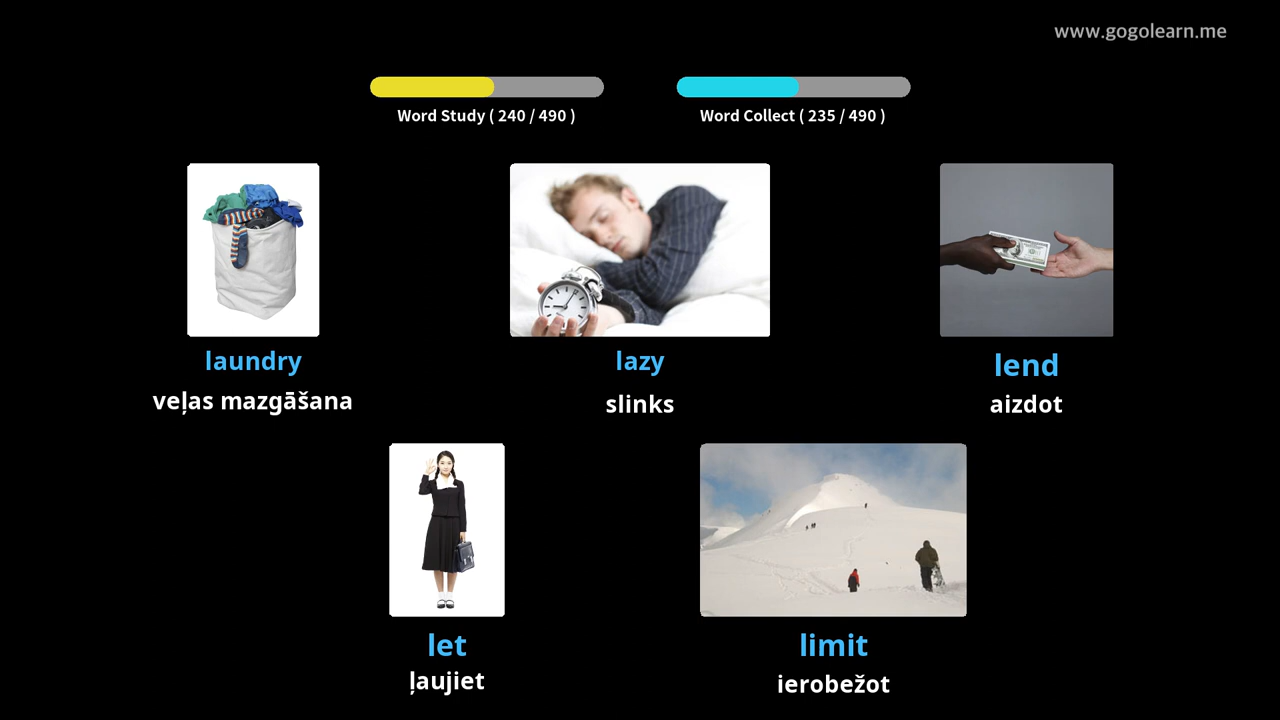 www.gogolearn.me
Word Study ( 240 / 490 )
Word Collect ( 235 / 490 )
laundry
veļas mazgāšana
lazy
slinks
lend
aizdot
let
ļaujiet
limit
ierobežot